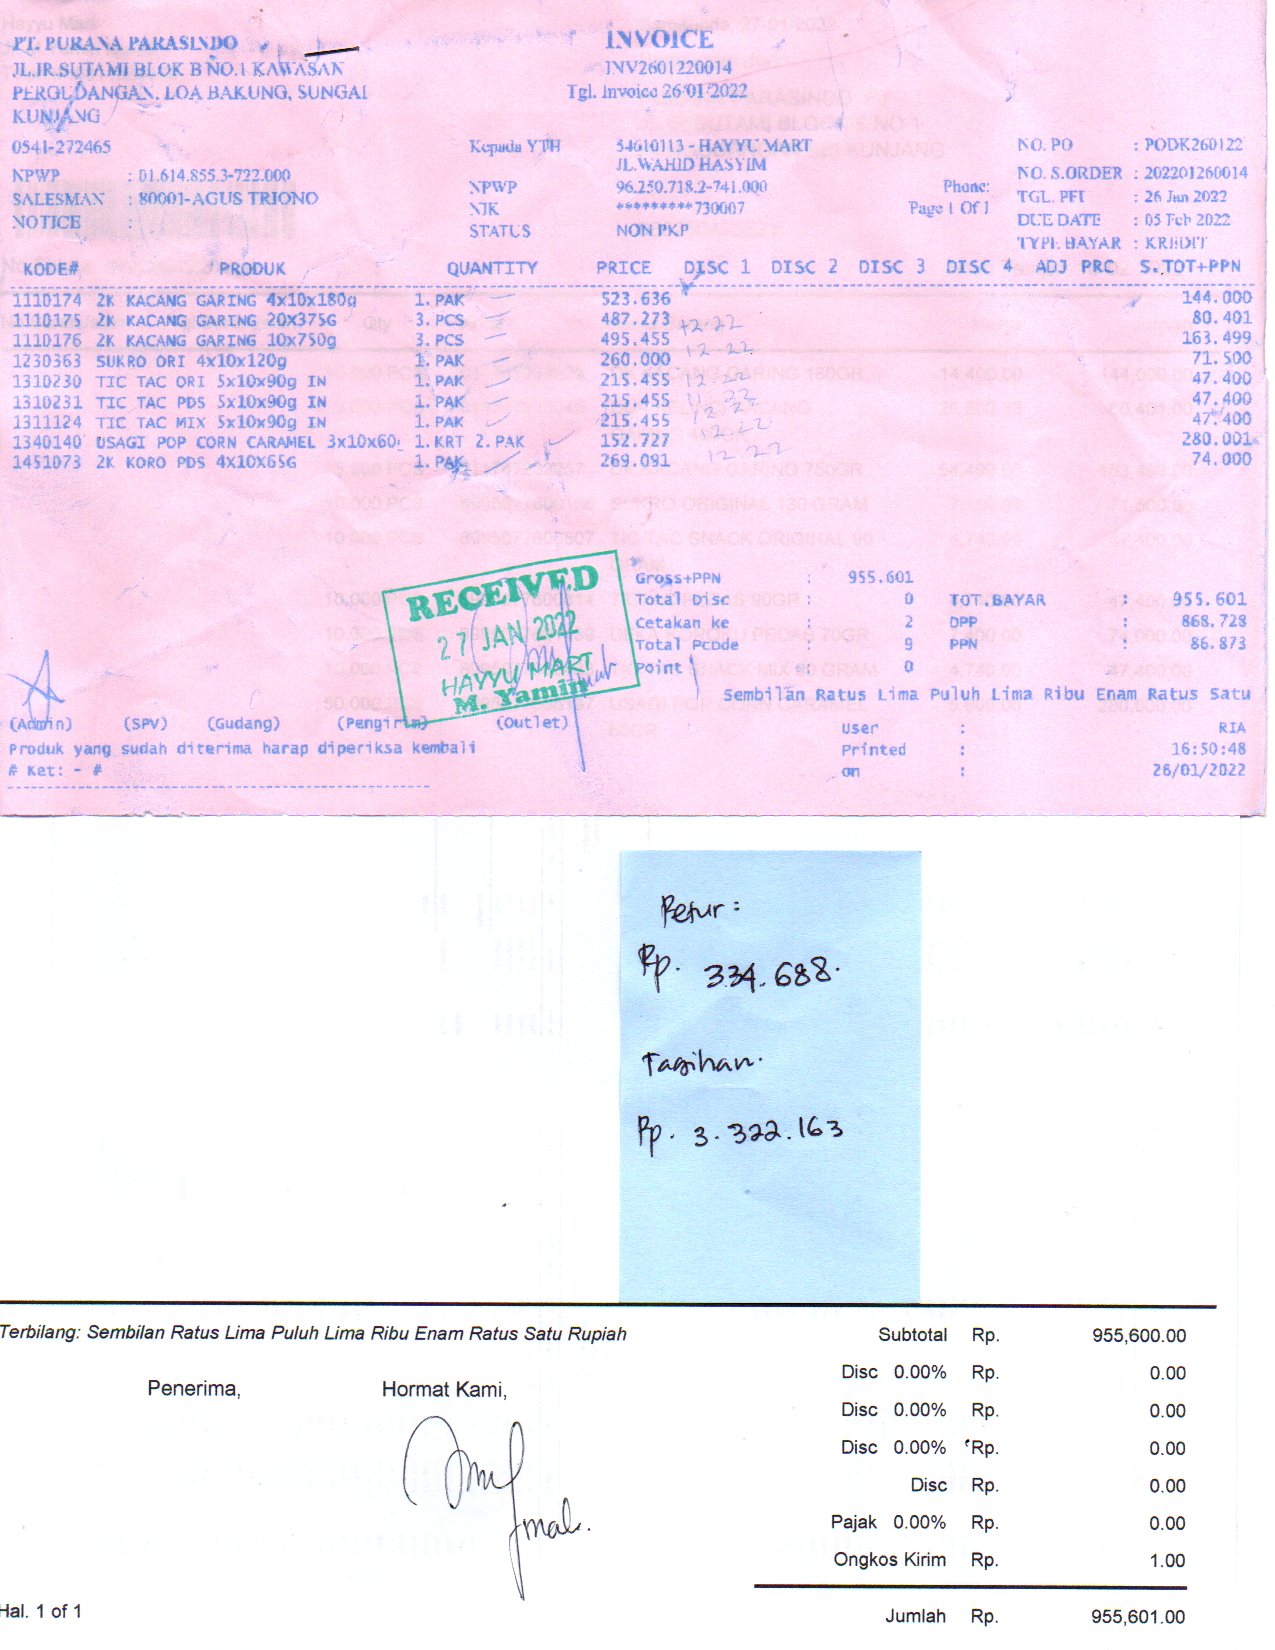 PT. PURANA PARASINDO
JL.IR.SUTAMI BLOK B NO.1 KAWASAN
PERGUDANGAN. LOA BAKUNG, SUNGAI
KUNJANG
0541-272465
NPWP : 01.614.855.3-722.000
SALESMAN : 80001-AGUS TRIONO
NOTICE :
INVOICE
INV2601220014
Tgl. Invoice 26/01/2022
Kepada YTH 54610113 - HAYYU MART
JL.WAHID HASYIM
NPWP 96.250.718.2-741.000
NIK *********730007
STATUS NON PKP
Phone:
Page 1 Of 1
NO. PO : PODK260122
NO. S.ORDER : 202201260014
TGL. PFI : 26 Jan 2022
DUE DATE : 05 Feb 2022
TYPE BAYAR : KREDIT
KODE# PRODUK QUANTITY PRICE DISC 1 DISC 2 DISC 3 DISC 4 ADJ PRC S.TOT+PPN
1110174 2K KACANG GARING 4x10x180g 1. PAK 523.636 144.000
1110175 2K KACANG GARING 20X375G 3. PCS 487.273 12-22 80.401
1110176 2K KACANG GARING 10x750g 3. PCS 495.455 12-22 163.499
1230363 SUKRO ORI 4x10x120g 1. PAK 260.000 71.500
1310230 TIC TAC ORI 5x10x90g IN 1. PAK 215.455 12-22 47.400
1310231 TIC TAC PDS 5x10x90g IN 1. PAK 215.455 11-22 47.400
1311124 TIC TAC MIX 5x10x90g IN 1. PAK 215.455 12-22 47.400
1340140 USAGI POP CORN CARAMEL 3x10x60 1. KRT 2. PAK 152.727 12-22 280.001
1451073 2K KORO PDS 4X10X65G 1. PAK 269.091 12-22 74.000
RECEIVED
27 JAN 2022
HAYYU MART
M. Yamin
Gross+PPN : 955.601
Total Disc : 0 TOT.BAYAR : 955.601
Cetakan ke : 2 DPP : 868.728
Total Pcode : 9 PPN : 86.873
Point : 0
Sembilan Ratus Lima Puluh Lima Ribu Enam Ratus Satu
(Admin) (SPV) (Gudang) (Pengirim) (Outlet)
User : RIA
Produk yang sudah diterima harap diperiksa kembali
Printed : 16:50:48
# Ket: - #
on : 26/01/2022
Retur :
Rp. 334.688.
Tagihan.
Rp. 3.322.163
Terbilang: Sembilan Ratus Lima Puluh Lima Ribu Enam Ratus Satu Rupiah
Subtotal Rp. 955,600.00
Disc 0.00% Rp. 0.00
Penerima, Hormat Kami,
Disc 0.00% Rp. 0.00
Disc 0.00% Rp. 0.00
Disc Rp. 0.00
Pajak 0.00% Rp. 0.00
Ongkos Kirim Rp. 1.00
Hal. 1 of 1
Jumlah Rp. 955,601.00